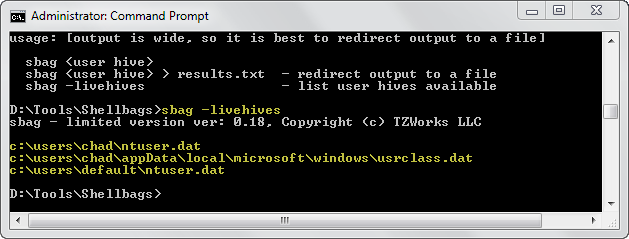 Administrator: Command Prompt
usage: [output is wide, so it is best to redirect output to a file]
sbag <user hive>
sbag <user hive> > results.txt  - redirect output to a file
sbag -livehives                 - list user hives available
D:\Tools\Shellbags>sbag -livehives
sbag - limited version ver: 0.18, Copyright (c) TZWorks LLC
c:\users\chad\ntuser.dat
c:\users\chad\appData\local\microsoft\windows\usrclass.dat
c:\users\default\ntuser.dat
D:\Tools\Shellbags>